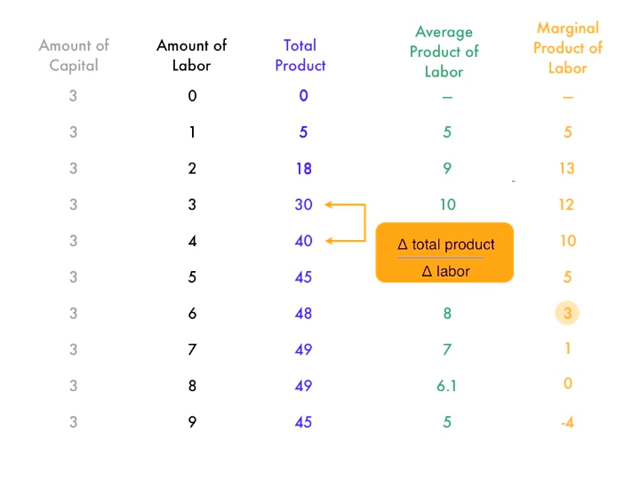 Amount of Capital Amount of Labor Total Product Average Product of Labor Marginal Product of Labor
3 0 0 — —
3 1 5 5 5
3 2 18 9 13
3 3 30 10 12
3 4 40 10
Δ total product
Δ labor
3 5 45 5
3 6 48 8 3
3 7 49 7 1
3 8 49 6.1 0
3 9 45 5 -4